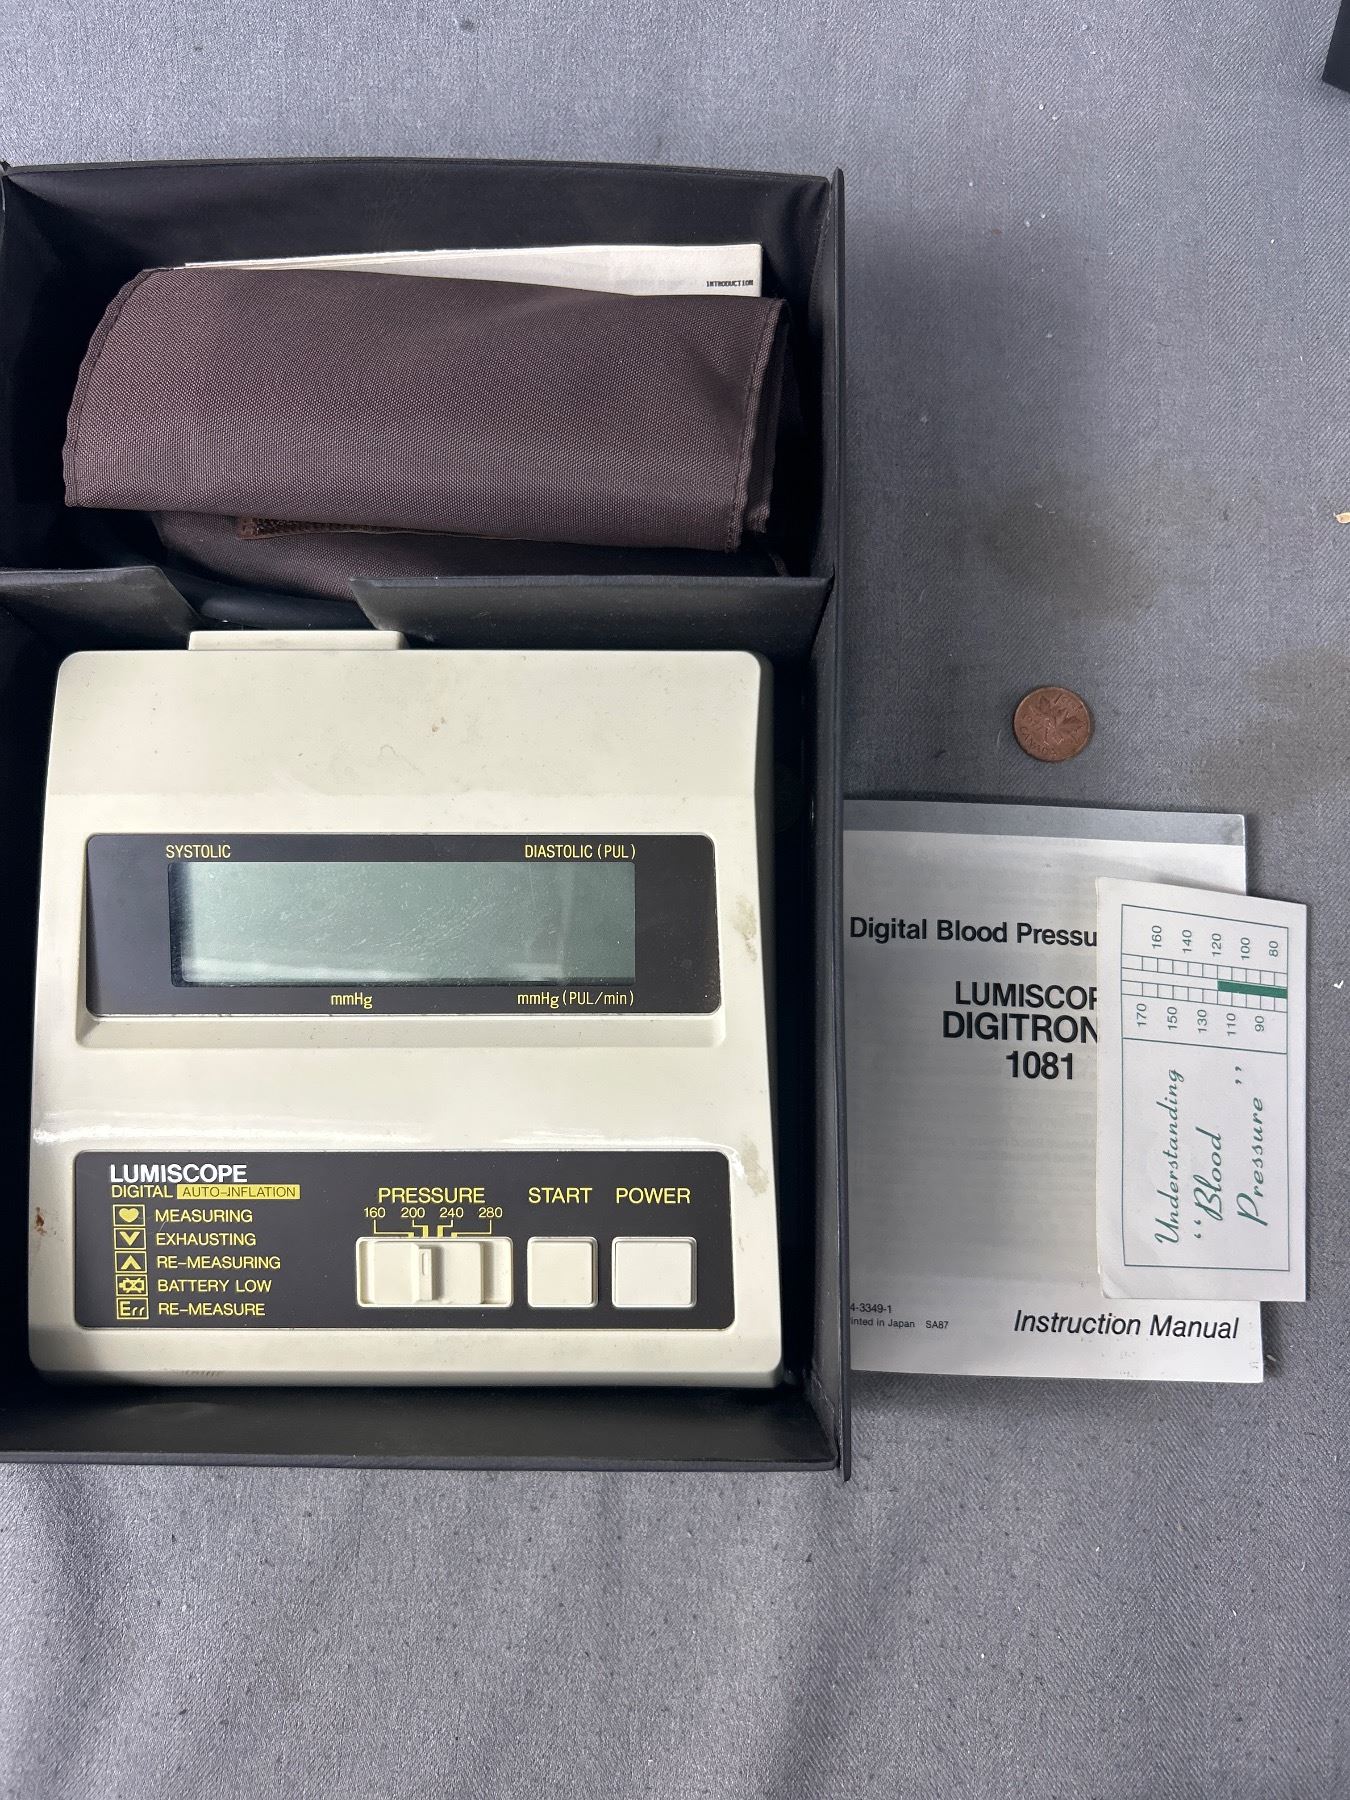 INTRODUCTION
SYSTOLIC
DIASTOLIC (PUL)
mmHg
mmHg (PUL/min)
LUMISCOPE
DIGITAL AUTO-INFLATION
MEASURING
EXHAUSTING
RE-MEASURING
BATTERY LOW
Err RE-MEASURE
PRESSURE
160 200 240 280
START
POWER
CANADA
Digital Blood Pressu
LUMISCOP
DIGITRON
1081
4-3349-1
inted in Japan SA87
Instruction Manual
160 140 120 100 80
170 150 130 110 90
Understanding
“Blood
Pressure”